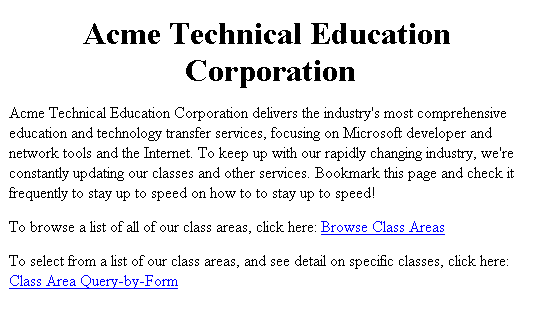 Acme Technical Education
Corporation
Acme Technical Education Corporation delivers the industry's most comprehensive
education and technology transfer services, focusing on Microsoft developer and
network tools and the Internet. To keep up with our rapidly changing industry, we're
constantly updating our classes and other services. Bookmark this page and check it
frequently to stay up to speed on how to to stay up to speed!
To browse a list of all of our class areas, click here: Browse Class Areas
To select from a list of our class areas, and see detail on specific classes, click here:
Class Area Query-by-Form